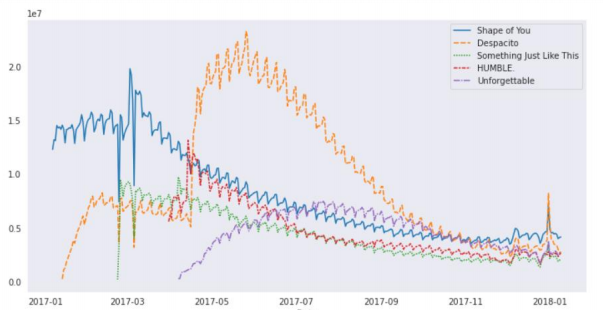 1e7
Shape of You
Despacito
Something Just Like This
HUMBLE.
Unforgettable
2.0
1.5
1.0
0.5
0.0
2017-01 2017-03 2017-05 2017-07 2017-09 2017-11 2018-01